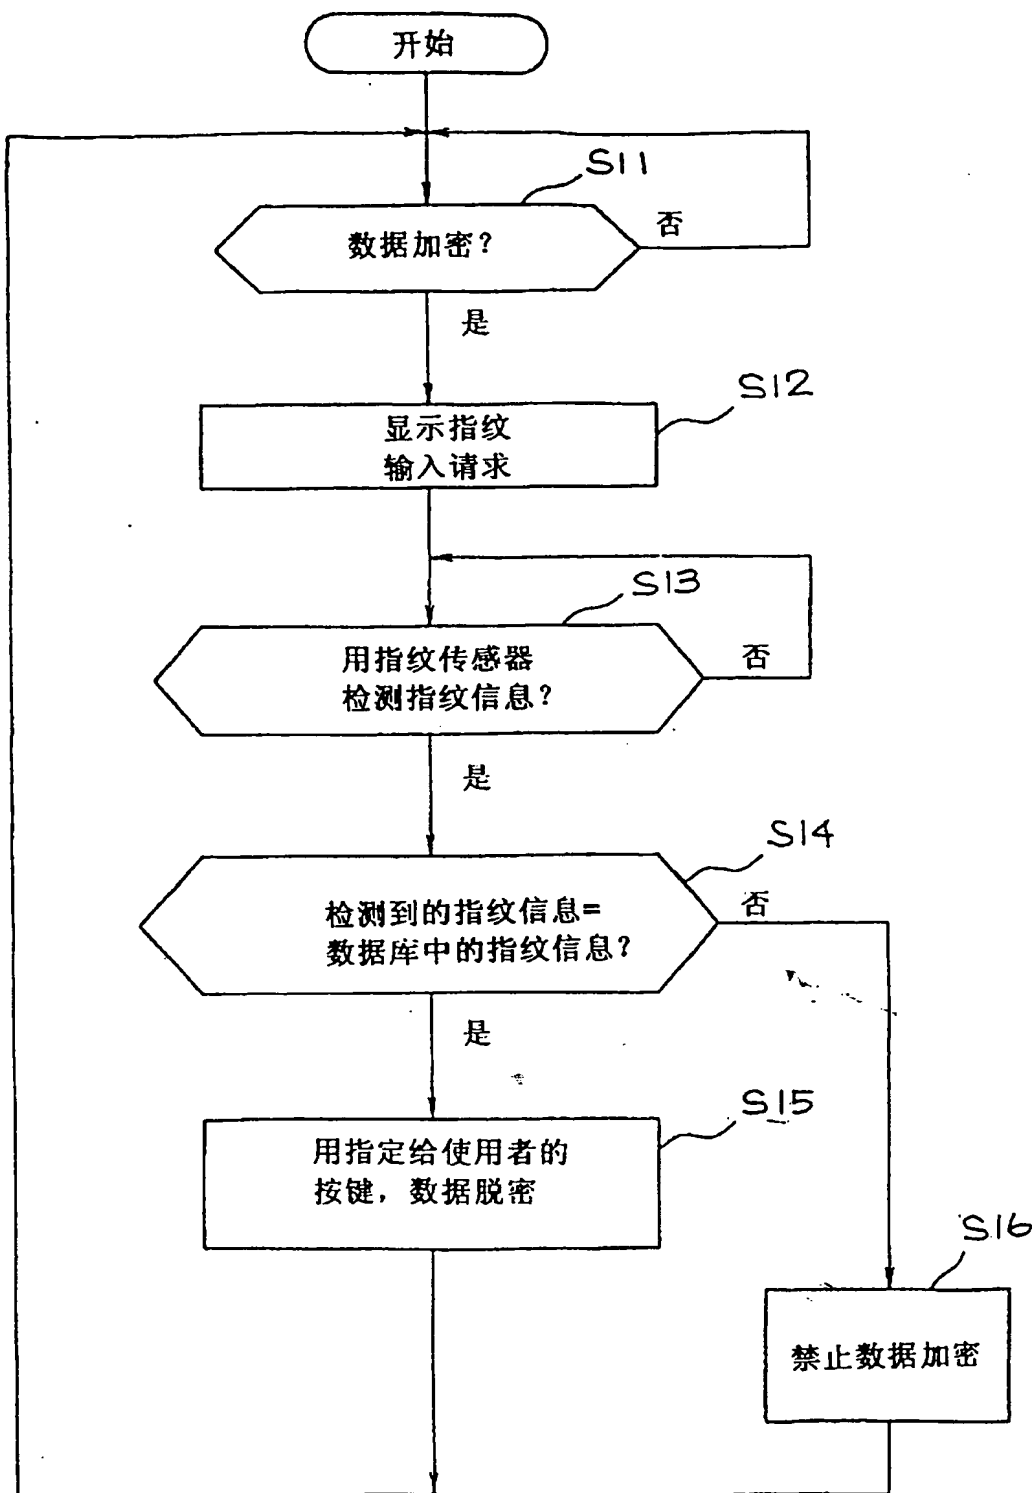 开始
S11
数据加密?
否
是
S12
显示指纹
输入请求
S13
用指纹传感器
检测指纹信息?
否
是
S14
检测到的指纹信息=
数据库中的指纹信息?
否
是
S15
用指定给使用者的
按键，数据脱密
S16
禁止数据加密